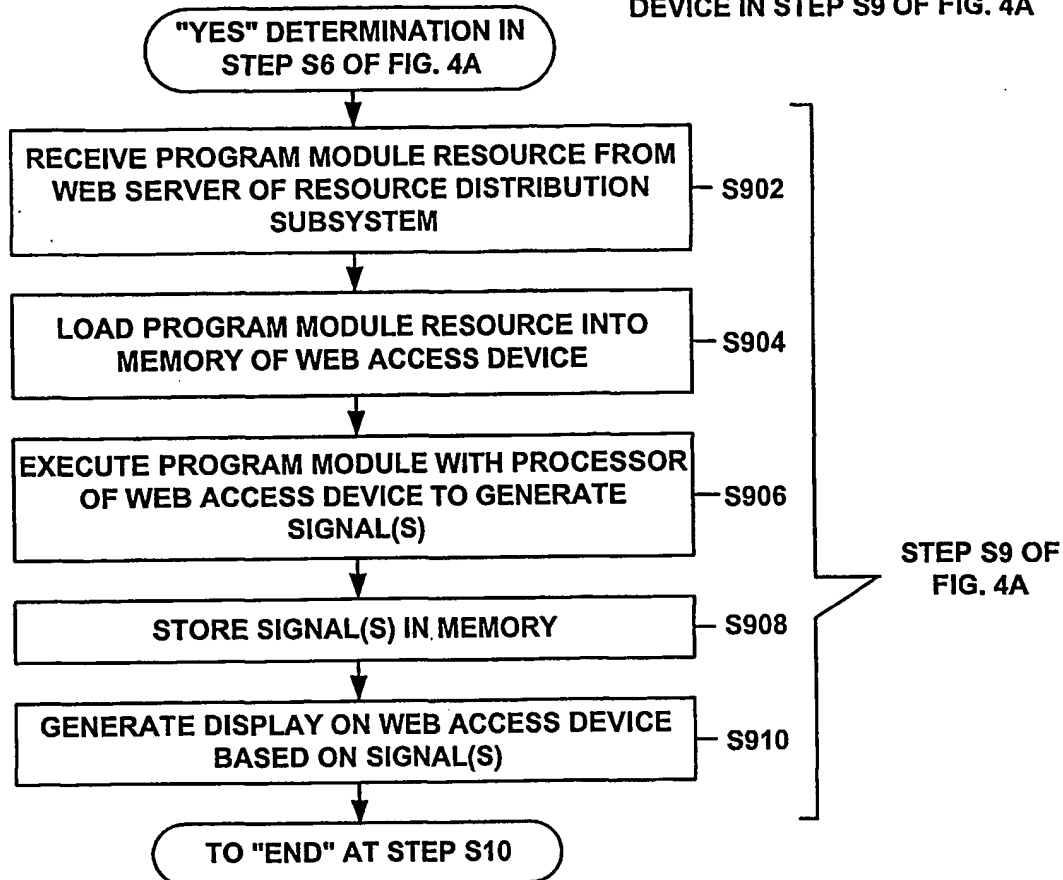 DEVICE IN STEP S9 OF FIG. 4A
"YES" DETERMINATION IN
STEP S6 OF FIG. 4A
RECEIVE PROGRAM MODULE RESOURCE FROM
WEB SERVER OF RESOURCE DISTRIBUTION
SUBSYSTEM
S902
LOAD PROGRAM MODULE RESOURCE INTO
MEMORY OF WEB ACCESS DEVICE
S904
EXECUTE PROGRAM MODULE WITH PROCESSOR
OF WEB ACCESS DEVICE TO GENERATE
SIGNAL(S)
S906
STEP S9 OF
FIG. 4A
STORE SIGNAL(S) IN MEMORY
S908
GENERATE DISPLAY ON WEB ACCESS DEVICE
BASED ON SIGNAL(S)
S910
TO "END" AT STEP S10